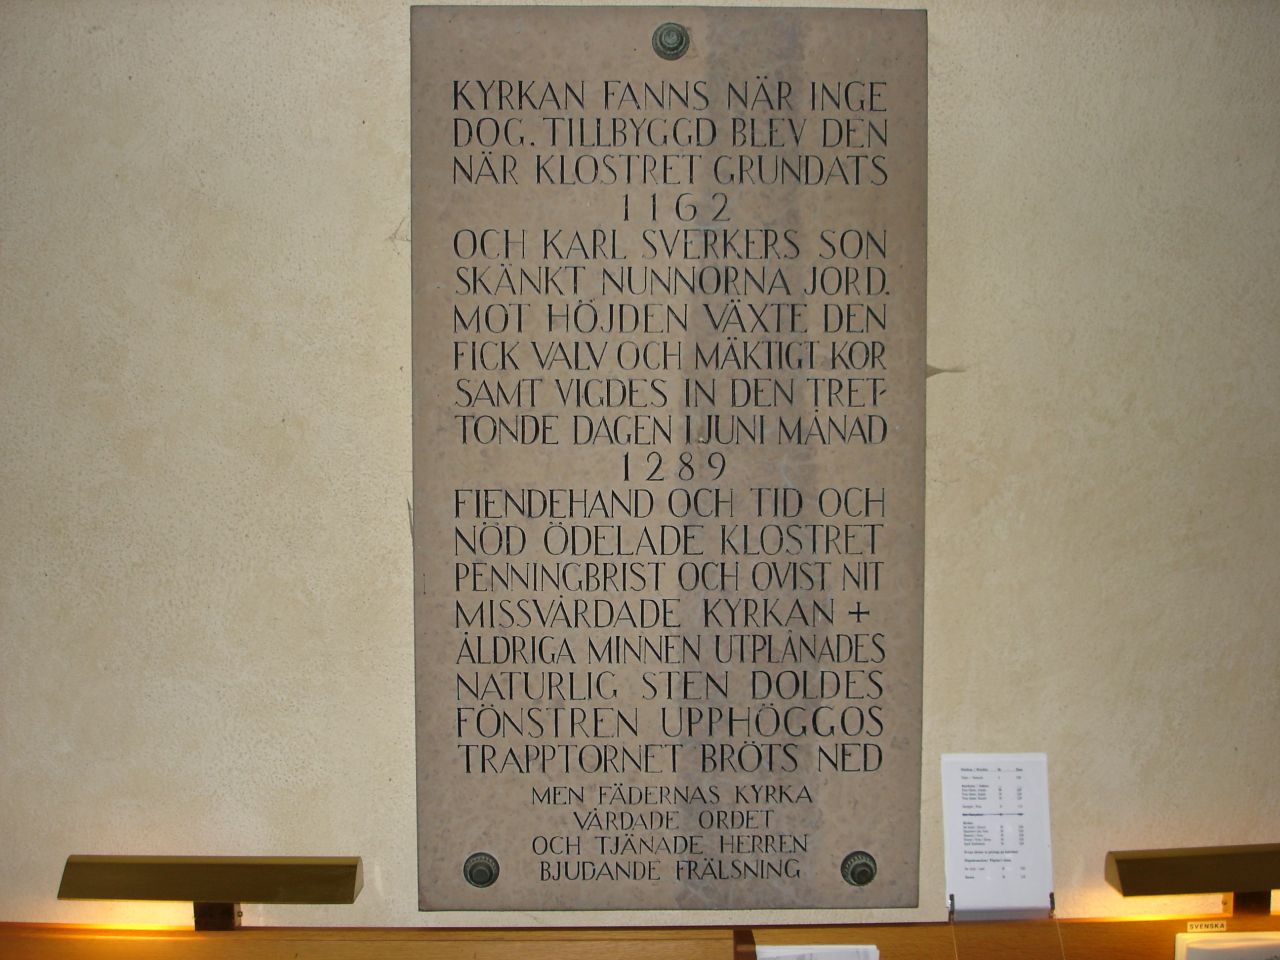 KYRKAN FANNS NÄR INGE
DOG. TILLBYGGD BLEV DEN
NÄR KLOSTRET GRUNDATS
1162
OCH KARL SVERKERS SON
SKÄNKT NUNNORNA JORD.
MOT HÖJDEN VÄXTE DEN
FICK VALV OCH MÄKTIGT KOR
SAMT VIGDES IN DEN TRET-
TONDE DAGEN I JUNI MÅNAD
1289
FIENDEHAND OCH TID OCH
NÖD ÖDELADE KLOSTRET
PENNINGBRIST OCH OVIST NIT
MISSVÅRDADE KYRKAN +
ÅLDRIGA MINNEN UTPLÅNADES
NATURLIG STEN DOLDES
FÖNSTREN UPPHÖGGOS
TRAPPTORNET BRÖTS NED
MEN FÄDERNAS KYRKA
VÅRDADE ORDET
OCH TJÄNADE HERREN
BJUDANDE FRÄLSNING
SVENSKA